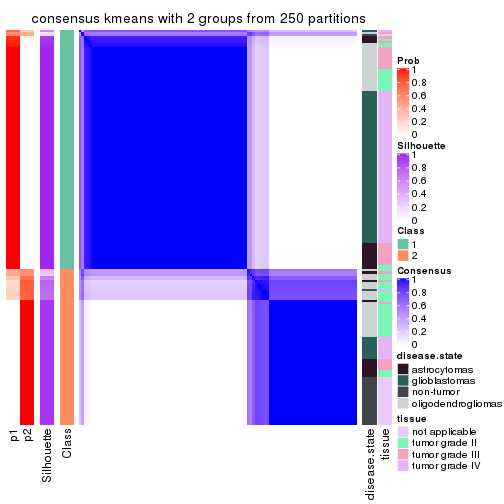 consensus kmeans with 2 groups from 250 partitions
Prob
1
0.8
0.6
0.4
0.2
0
Silhouette
1
0.8
0.6
0.4
0.2
0
Class
1
2
Consensus
1
0.8
0.6
0.4
0.2
0
disease.state
astrocytomas
glioblastomas
non-tumor
oligodendrogliomas
tissue
not applicable
tumor grade II
tumor grade III
tumor grade IV
p1
p2
Silhouette
Class
disease.state
tissue